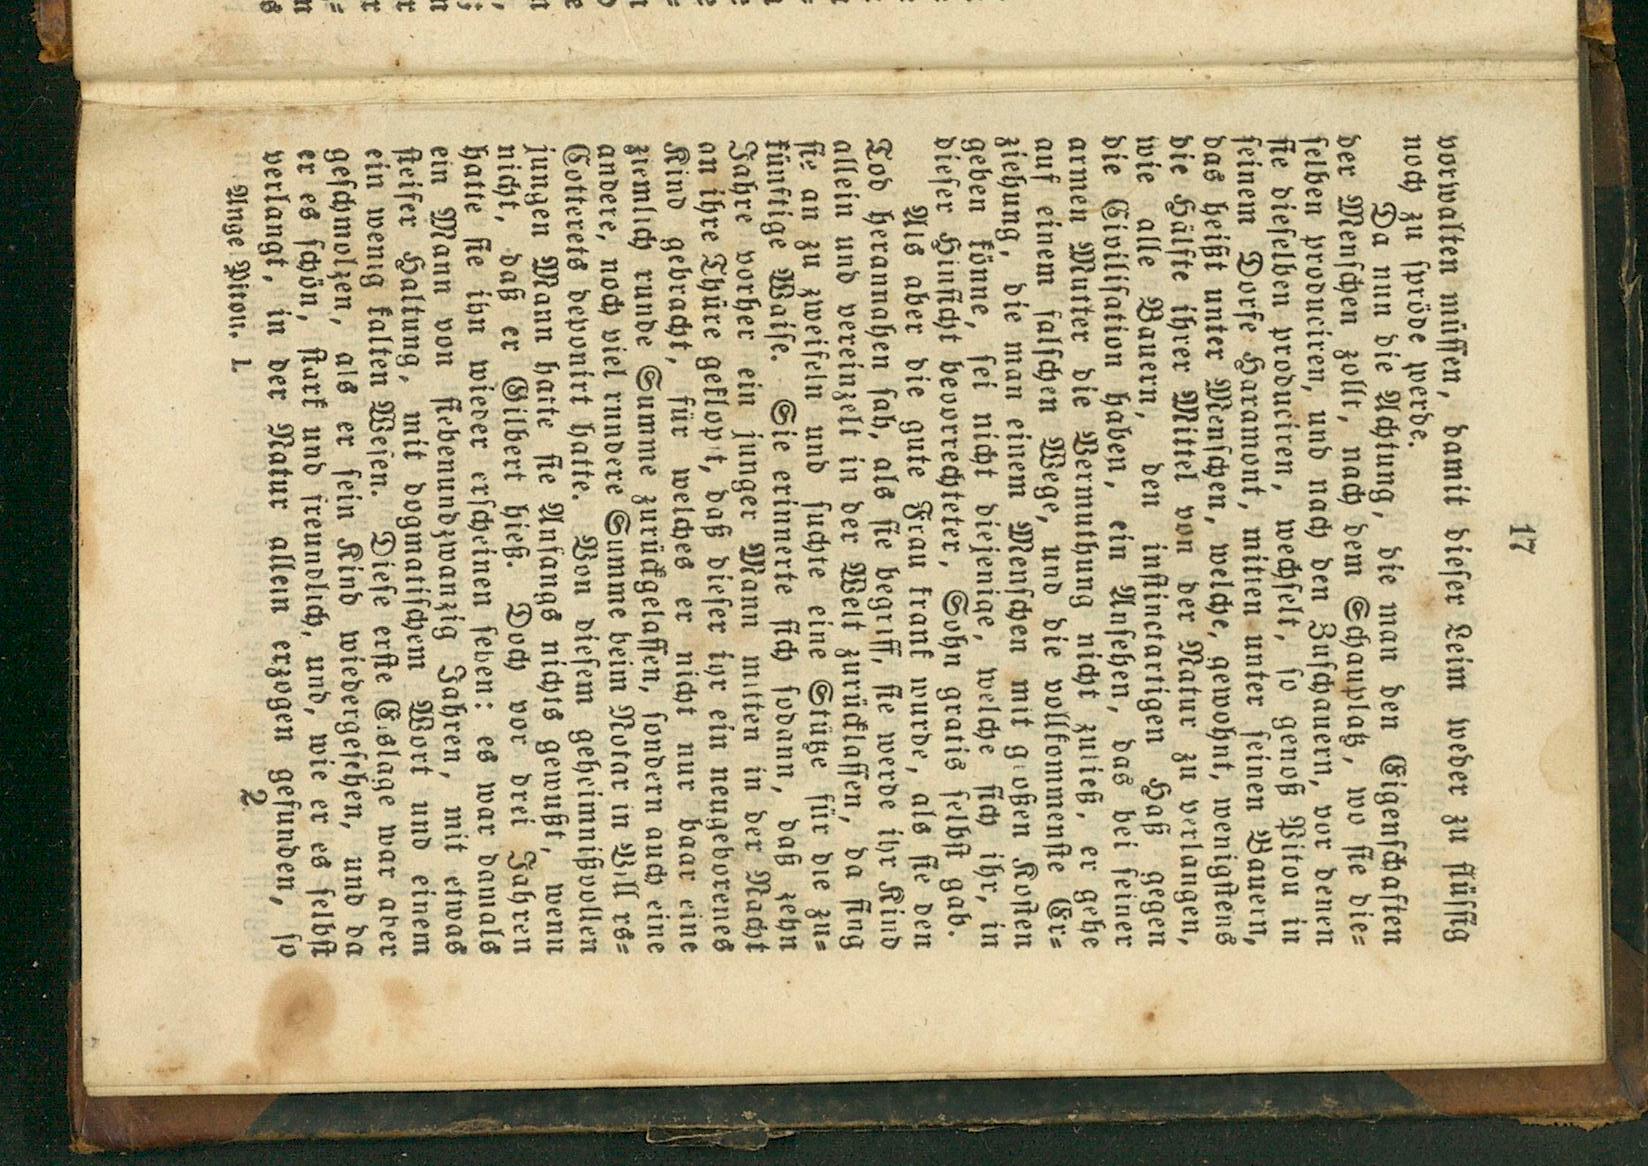 17
vorwalten müssen, damit dieser Leim weder zu flüssig
noch zu spröde werde.
Da nun die Achtung, die man den Eigenschaften
der Menschen zollt, nach dem Schauplatz, wo sie die=
selben produciren, und nach den Zuschauern, vor denen
sie dieselben produciren, wechselt, so genoß Pitou in
seinem Dorfe Haramont, mitten unter seinen Bauern,
das heißt unter Menschen, welche, gewohnt, wenigstens
die Hälfte ihrer Mittel von der Natur zu verlangen,
wie alle Bauern, den instinctartigen Haß gegen
die Civilisation haben, ein Ansehen, das bei seiner
armen Mutter die Vermuthung nicht zuließ, er gehe
auf einem falschen Wege, und die vollkommenste Er=
ziehung, die man einem Menschen mit großen Kosten
geben könne, sei nicht diejenige, welche sich ihr, in
dieser Hinsicht bevorrechteter, Sohn gratis selbst gab.
Als aber die gute Frau krank wurde, als sie den
Tod herannahen sah, als sie begriff, sie werde ihr Kind
allein und vereinzelt in der Welt zurücklassen, da fing
sie an zu zweifeln und suchte eine Stütze für die zu=
künftige Waise. Sie erinnerte sich sodann, daß zehn
Jahre vorher ein junger Mann mitten in der Nacht
an ihre Thüre geklopft, daß dieser ihr ein neugeborenes
Kind gebracht, für welches er nicht nur baar eine
ziemlich runde Summe zurückgelassen, sondern auch eine
andere, noch viel rundere Summe beim Notar in Villers=
Cotterets deponirt hatte. Von diesem geheimnißvollen
jungen Mann hatte sie Anfangs nichts gewußt, wenn
nicht, daß er Gilbert hieß. Doch vor drei Jahren
hatte sie ihn wieder erscheinen sehen: es war damals
ein Mann von siebenundzwanzig Jahren, mit etwas
steifer Haltung, mit dogmatischem Wort und einem
ein wenig kalten Wesen. Diese erste Eislage war aber
geschmolzen, als er sein Kind wiedergesehen, und da
er es schön, stark und freundlich, und, wie er es selbst
verlangt, in der Natur allein erzogen gefunden, so
Ange Pitou. 1. 2